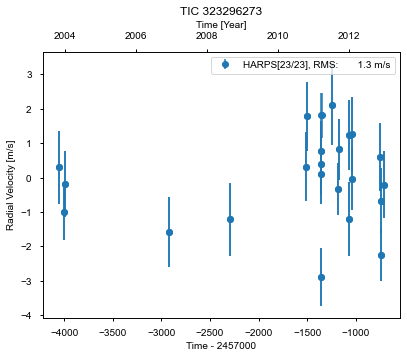 TIC 323296273
Time [Year]
2004 2006 2008 2010 2012
HARPS[23/23], RMS: 1.3 m/s
Radial Velocity [m/s]
3
2
1
0
−1
−2
−3
−4
−4000 −3500 −3000 −2500 −2000 −1500 −1000
Time - 2457000